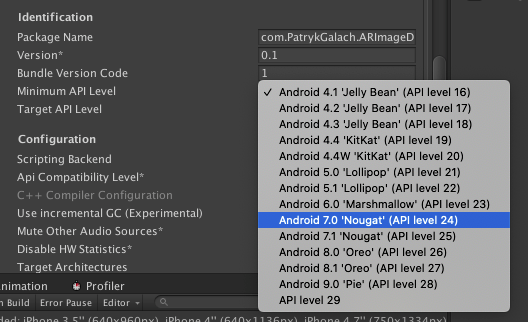 Identification
Package Name com.PatrykGalach.ARImageD
Version* 0.1
Bundle Version Code 1
Minimum API Level ✓ Android 4.1 'Jelly Bean' (API level 16)
Target API Level Android 4.2 'Jelly Bean' (API level 17)
Android 4.3 'Jelly Bean' (API level 18)
Configuration Android 4.4 'KitKat' (API level 19)
Scripting Backend Android 4.4W 'KitKat' (API level 20)
Api Compatibility Level* Android 5.0 'Lollipop' (API level 21)
C++ Compiler Configuration Android 5.1 'Lollipop' (API level 22)
Use incremental GC (Experimental) Android 6.0 'Marshmallow' (API level 23)
Mute Other Audio Sources* Android 7.0 'Nougat' (API level 24)
Android 7.1 'Nougat' (API level 25)
Disable HW Statistics* Android 8.0 'Oreo' (API level 26)
Target Architectures Android 8.1 'Oreo' (API level 27)
nimation Profiler Android 9.0 'Pie' (API level 28)
n Build Error Pause Editor API level 29
ded: iPhone 3.5" (640x960px), iPhone 4" (640x1136px), iPhone 4.7" (750x1334px)